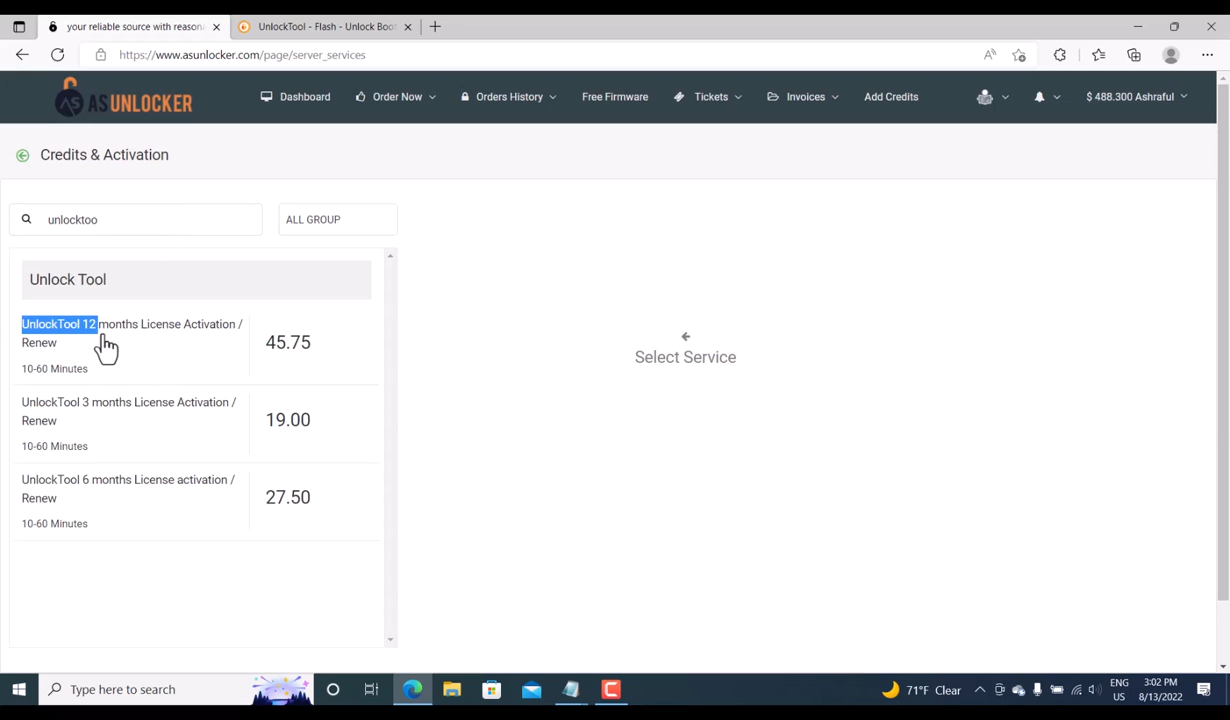 your reliable source with reason
UnlockTool - Flash - Unlock Boot
https://www.asunlocker.com/page/server_services
AS ASUNLOCKER
Dashboard
Order Now
Orders History
Free Firmware
Tickets
Invoices
Add Credits
$ 488.300 Ashraful
Credits & Activation
unlocktoo
ALL GROUP
Unlock Tool
UnlockTool 12 months License Activation /
Renew
45.75
10-60 Minutes
UnlockTool 3 months License Activation /
Renew
19.00
10-60 Minutes
UnlockTool 6 months License activation /
Renew
27.50
10-60 Minutes
Select Service
Type here to search
71°F Clear
ENG
US
3:02 PM
8/13/2022